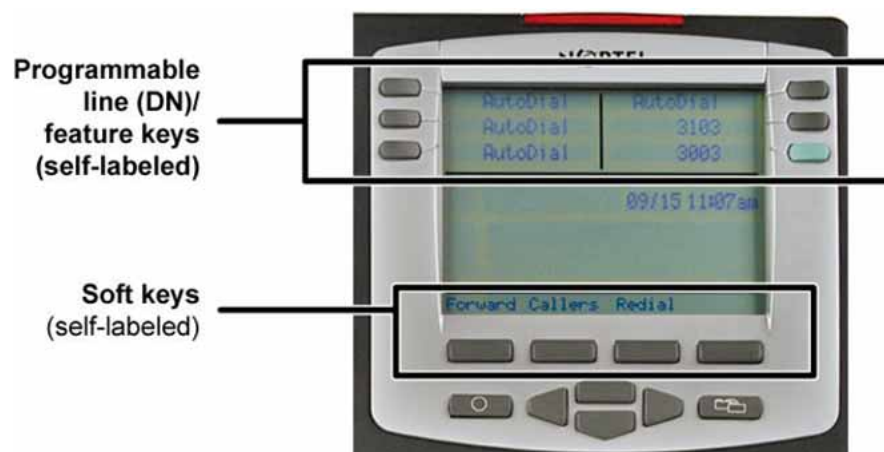 NORTEL
Programmable
line (DN)/
feature keys
(self-labeled)
AutoDial AutoDial
AutoDial 3103
AutoDial 3003
09/15 11:07am
Soft keys
(self-labeled)
Forward Callers Redial